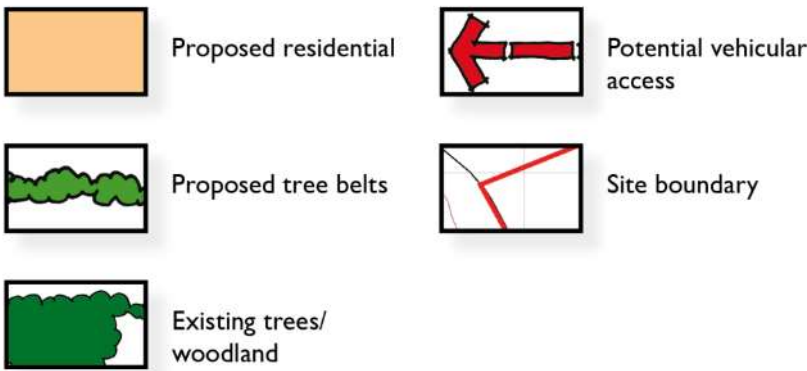 Proposed residential
Potential vehicular
access
Proposed tree belts
Site boundary
Existing trees/
woodland